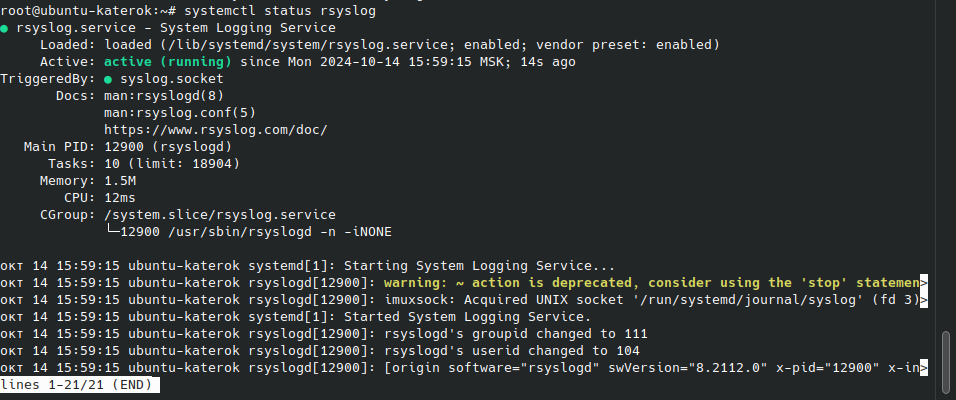 root@ubuntu-katerok:~# systemctl status rsyslog
● rsyslog.service - System Logging Service
     Loaded: loaded (/lib/systemd/system/rsyslog.service; enabled; vendor preset: enabled)
     Active: active (running) since Mon 2024-10-14 15:59:15 MSK; 14s ago
TriggeredBy: ● syslog.socket
       Docs: man:rsyslogd(8)
             man:rsyslog.conf(5)
             https://www.rsyslog.com/doc/
   Main PID: 12900 (rsyslogd)
      Tasks: 10 (limit: 18904)
     Memory: 1.5M
        CPU: 12ms
     CGroup: /system.slice/rsyslog.service
             └─12900 /usr/sbin/rsyslogd -n -iNONE

окт 14 15:59:15 ubuntu-katerok systemd[1]: Starting System Logging Service...
окт 14 15:59:15 ubuntu-katerok rsyslogd[12900]: warning: ~ action is deprecated, consider using the 'stop' statemen>
окт 14 15:59:15 ubuntu-katerok rsyslogd[12900]: imuxsock: Acquired UNIX socket '/run/systemd/journal/syslog' (fd 3)>
окт 14 15:59:15 ubuntu-katerok systemd[1]: Started System Logging Service.
окт 14 15:59:15 ubuntu-katerok rsyslogd[12900]: rsyslogd's groupid changed to 111
окт 14 15:59:15 ubuntu-katerok rsyslogd[12900]: rsyslogd's userid changed to 104
окт 14 15:59:15 ubuntu-katerok rsyslogd[12900]: [origin software="rsyslogd" swVersion="8.2112.0" x-pid="12900" x-in>
lines 1-21/21 (END)